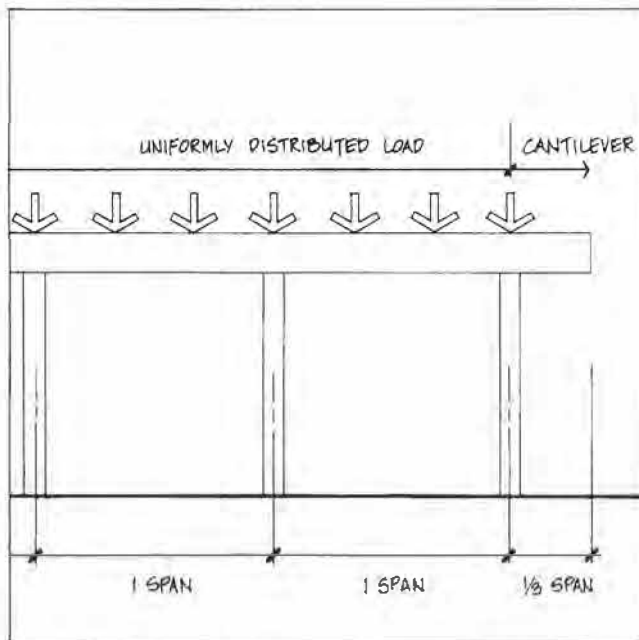 UNIFORMLY DISTRIBUTED LOAD
CANTILEVER
1 SPAN
1 SPAN
1/3 SPAN